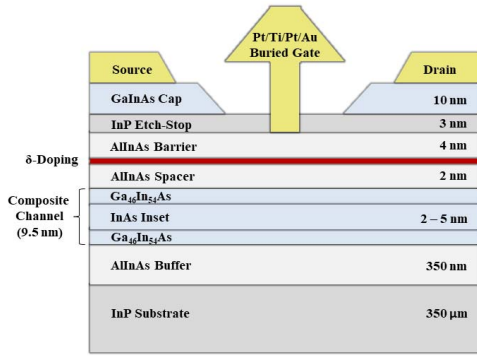 Pt/Ti/Pt/Au
Buried Gate
Source
Drain
GaInAs Cap 10 nm
InP Etch-Stop 3 nm
AlInAs Barrier 4 nm
δ-Doping
AlInAs Spacer 2 nm
Composite
Channel
(9.5 nm)
Ga₄₆In₅₄As
InAs Inset 2 – 5 nm
Ga₄₆In₅₄As
AlInAs Buffer 350 nm
InP Substrate 350 μm